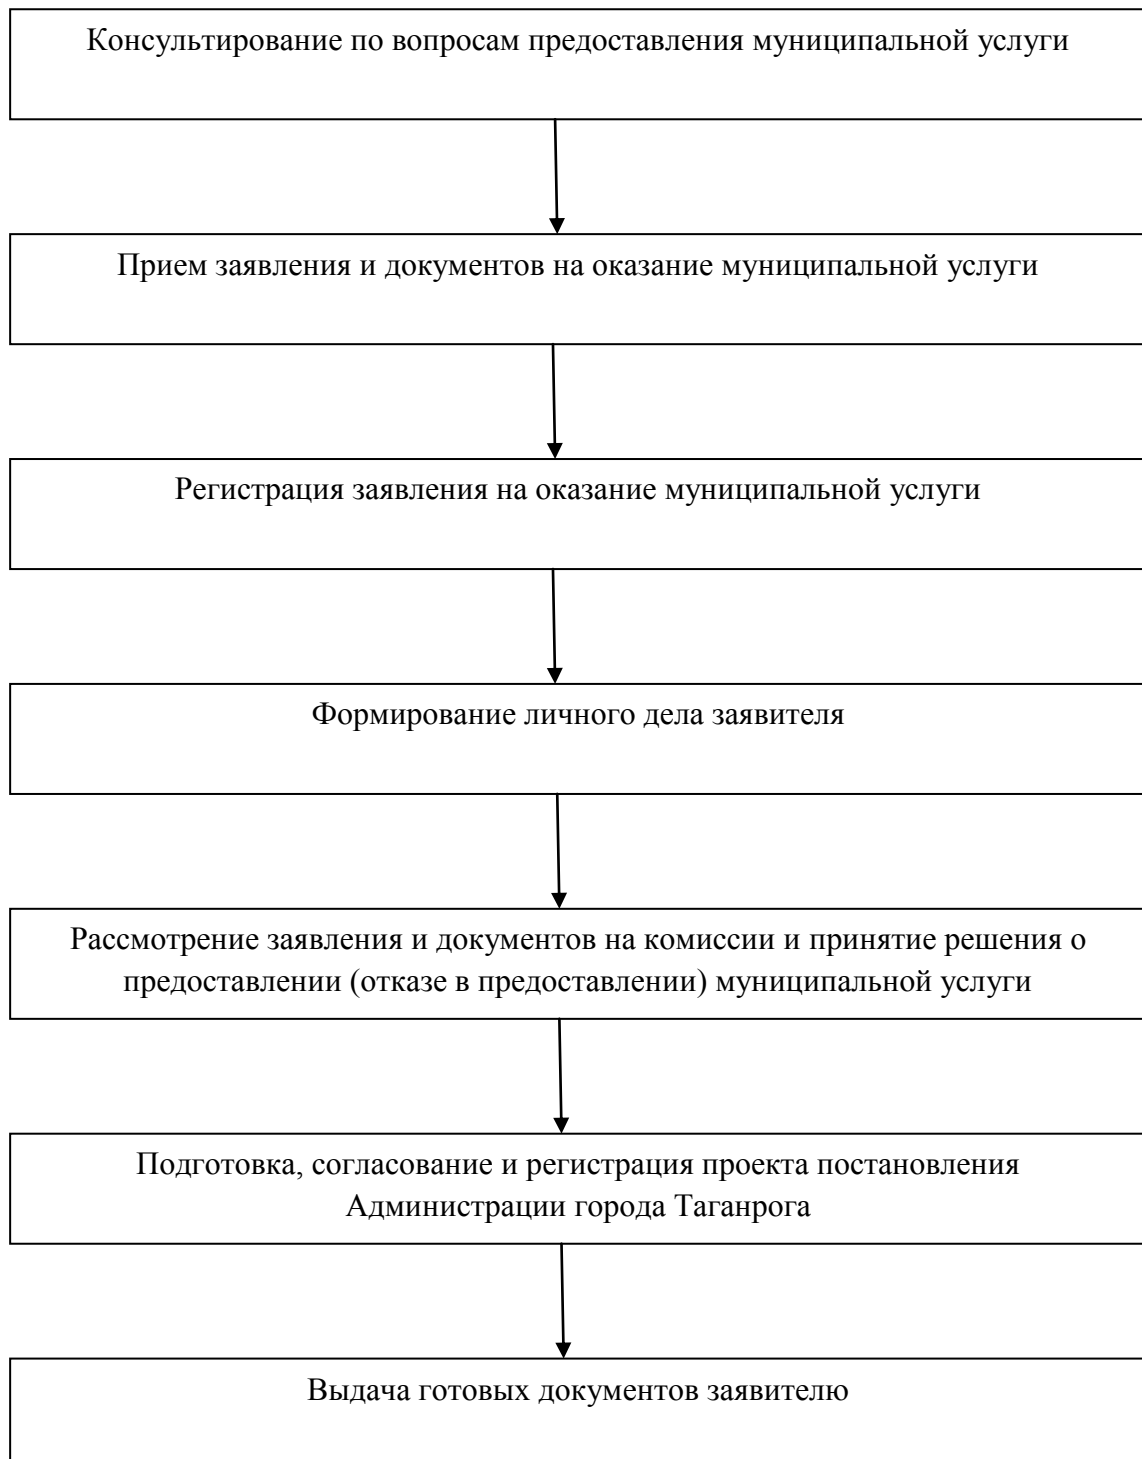 Консультирование по вопросам предоставления муниципальной услуги
Прием заявления и документов на оказание муниципальной услуги
Регистрация заявления на оказание муниципальной услуги
Формирование личного дела заявителя
Рассмотрение заявления и документов на комиссии и принятие решения о
предоставлении (отказе в предоставлении) муниципальной услуги
Подготовка, согласование и регистрация проекта постановления
Администрации города Таганрога
Выдача готовых документов заявителю